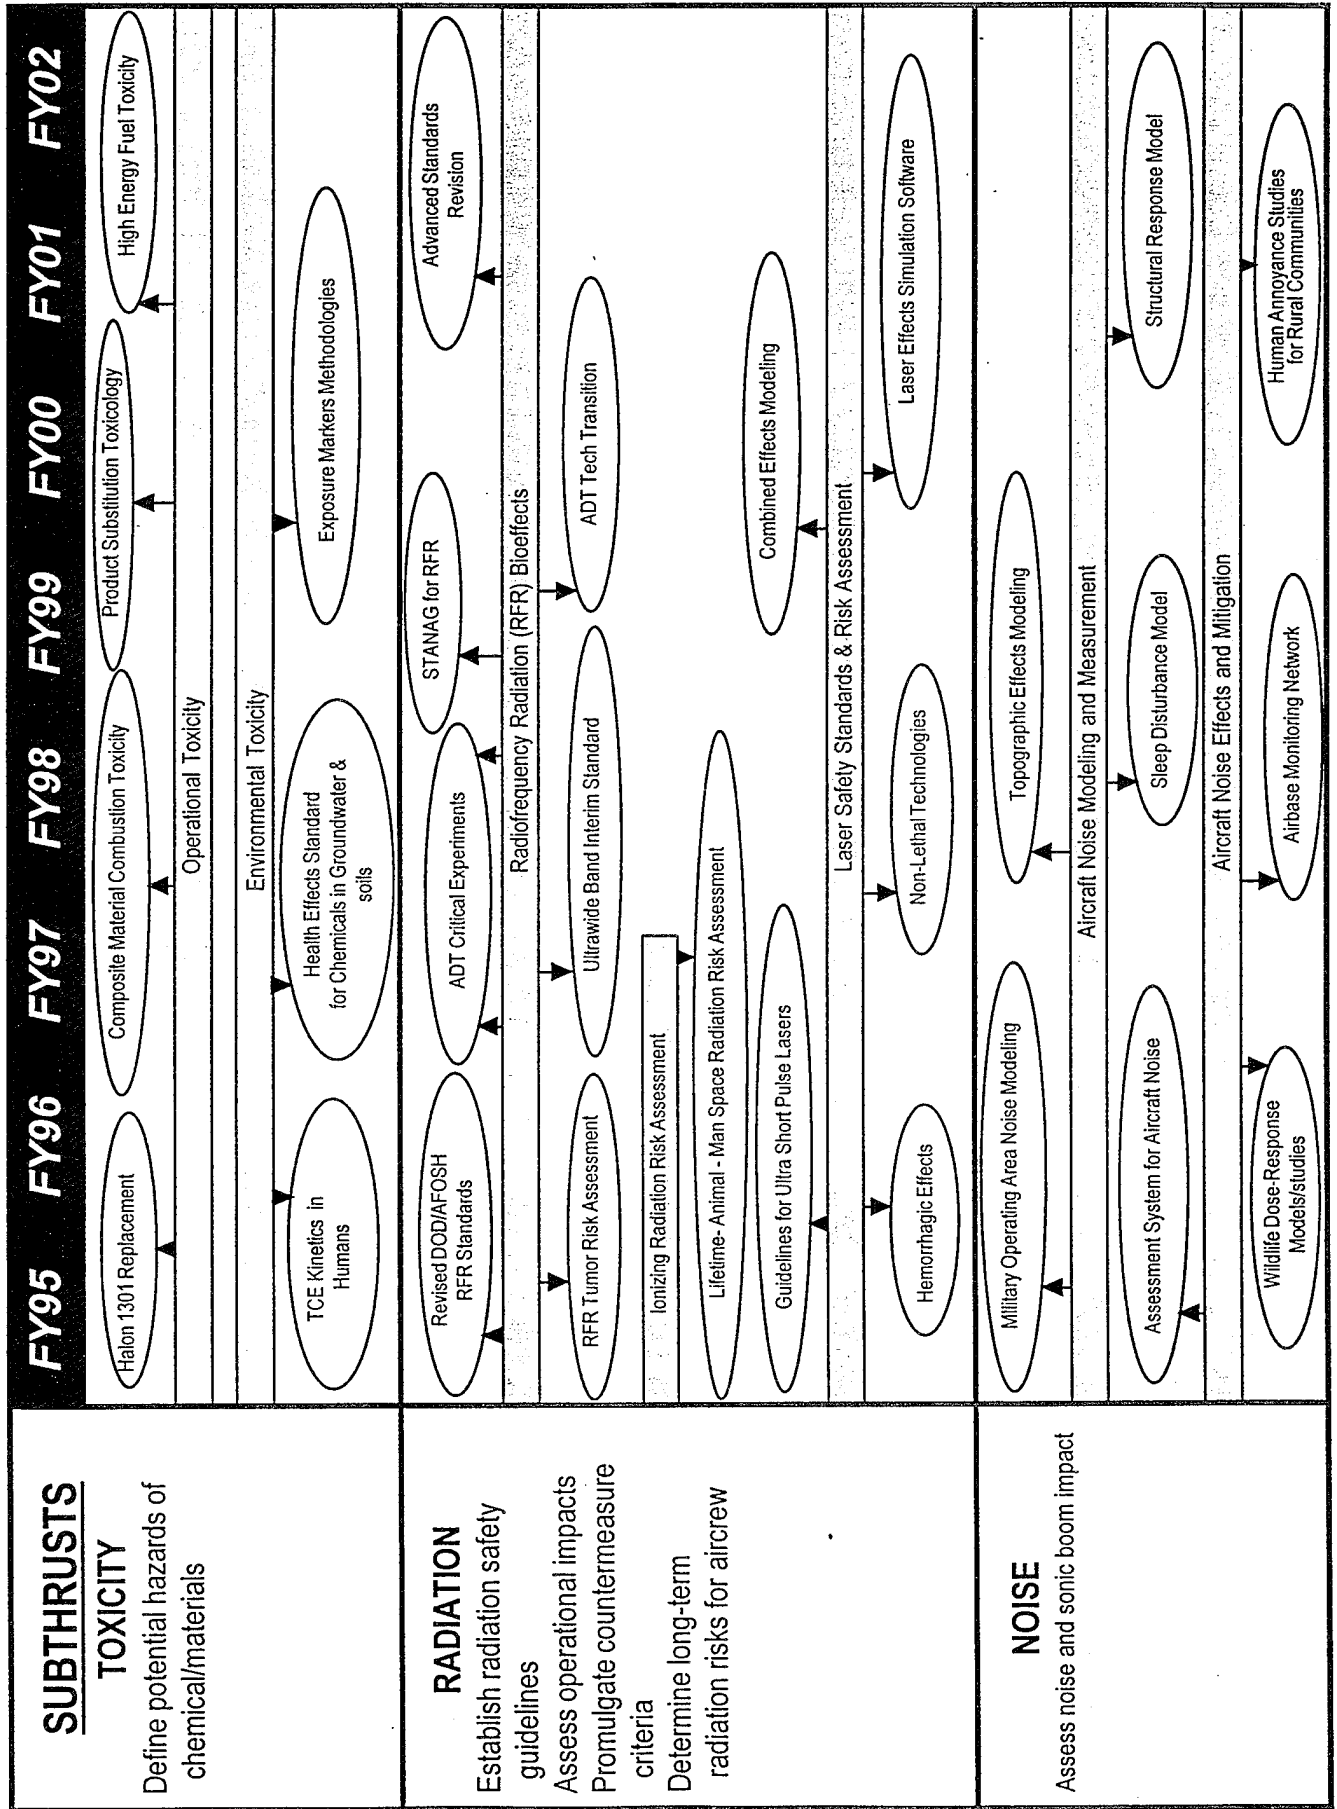 SUBTHRUSTS
FY95 FY96 FY97 FY98 FY99 FY00 FY01 FY02
TOXICITY
Define potential hazards of
chemical/materials
Halon 1301 Replacement
Composite Material Combustion Toxicity
Product Substitution Toxicology
High Energy Fuel Toxicity
Operational Toxicity
Environmental Toxicity
TCE Kinetics in
Humans
Health Effects Standard
for Chemicals in Groundwater &
soils
Exposure Markers Methodologies
RADIATION
Establish radiation safety
guidelines
Assess operational impacts
Promulgate countermeasure
criteria
Determine long-term
radiation risks for aircrew
Revised DOD/AFOSH
RFR Standards
ADT Critical Experiments
STANAG for RFR
Advanced Standards
Revision
Radiofrequency Radiation (RFR) Bioeffects
RFR Tumor Risk Assessment
Ultrawide Band Interim Standard
ADT Tech Transition
Ionizing Radiation Risk Assessment
Lifetime- Animal - Man Space Radiation Risk Assessment
Guidelines for Ultra Short Pulse Lasers
Combined Effects Modeling
Laser Safety Standards & Risk Assessment
Hemorrhagic Effects
Non-Lethal Technologies
Laser Effects Simulation Software
NOISE
Assess noise and sonic boom impact
MIlitary Operating Area Noise Modeling
Topographic Effects Modeling
Aircraft Noise Modeling and Measurement
Assessment System for Aircraft Noise
Sleep Disturbance Model
Structural Response Model
Aircraft Noise Effects and Mitigation
Wildlife Dose-Response
Models/studies
Airbase Monitoring Network
Human Annoyance Studies
for Rural Communities